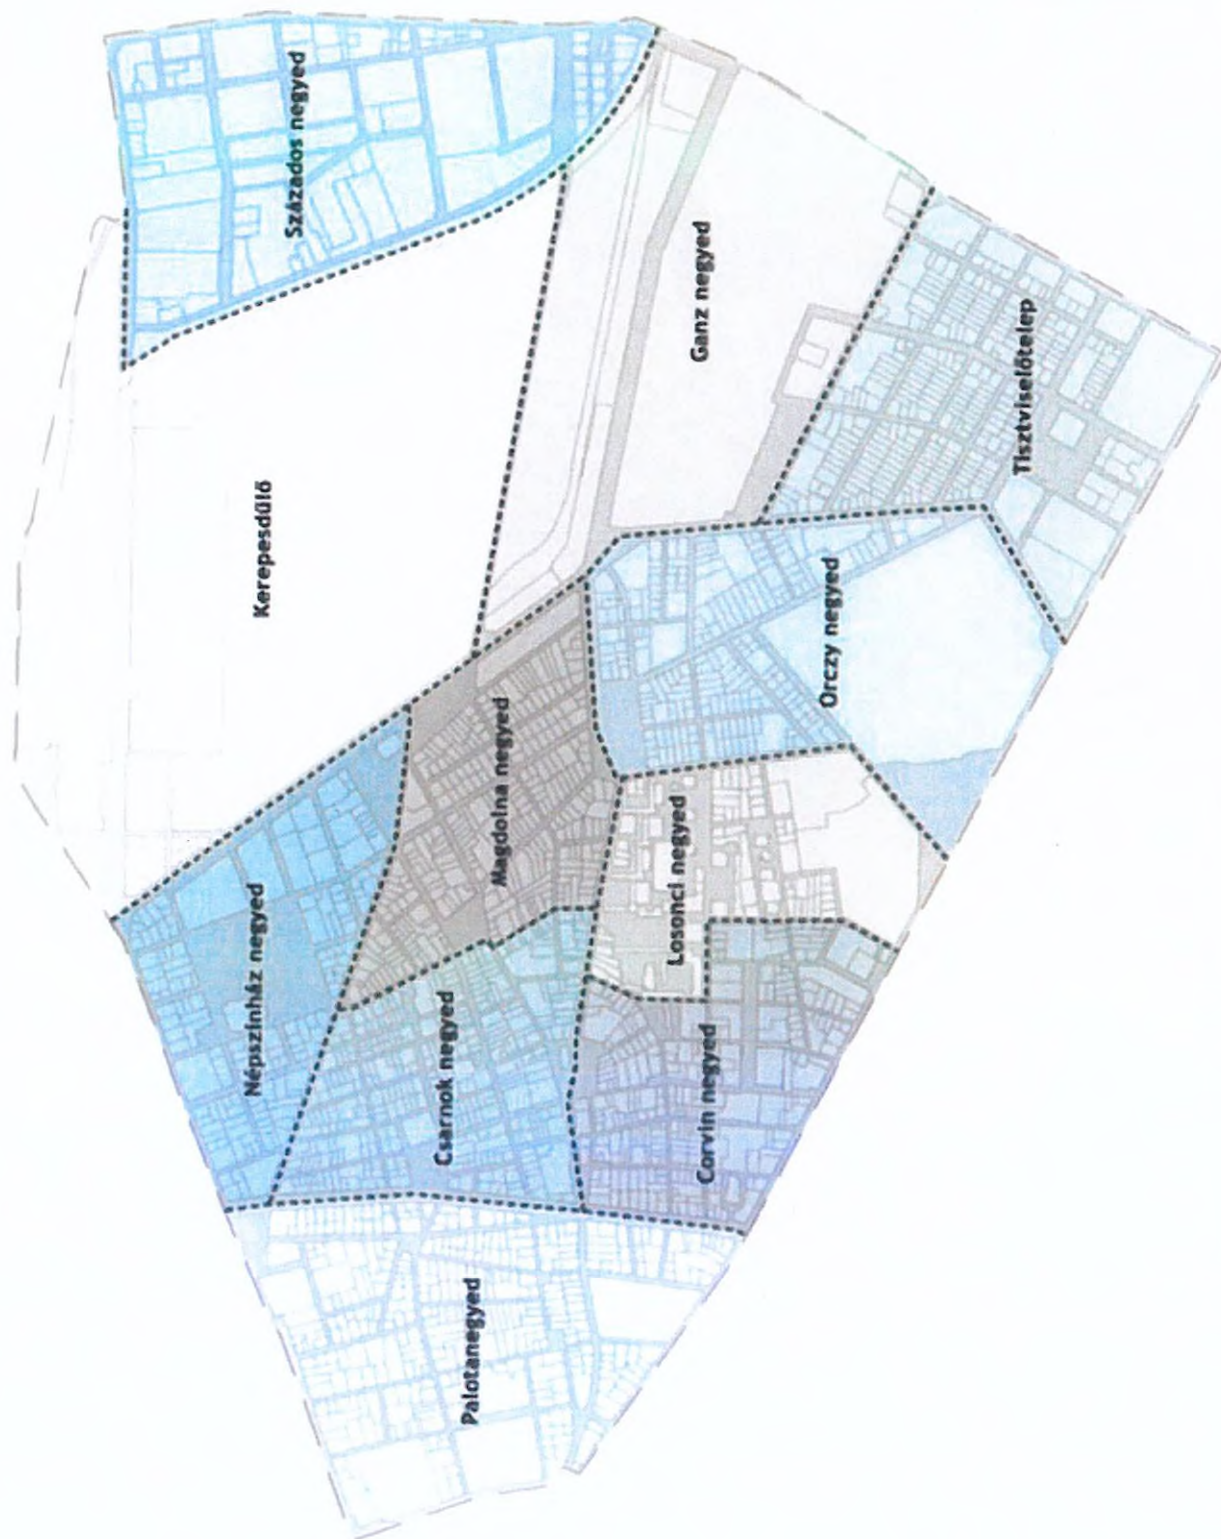 Százados negyed
Kerepesdűlő
Ganz negyed
Tisztviselőtelep
Népszínház negyed
Magdolna negyed
Orczy negyed
Csarnok negyed
Losonci negyed
Corvin negyed
Palotanegyed